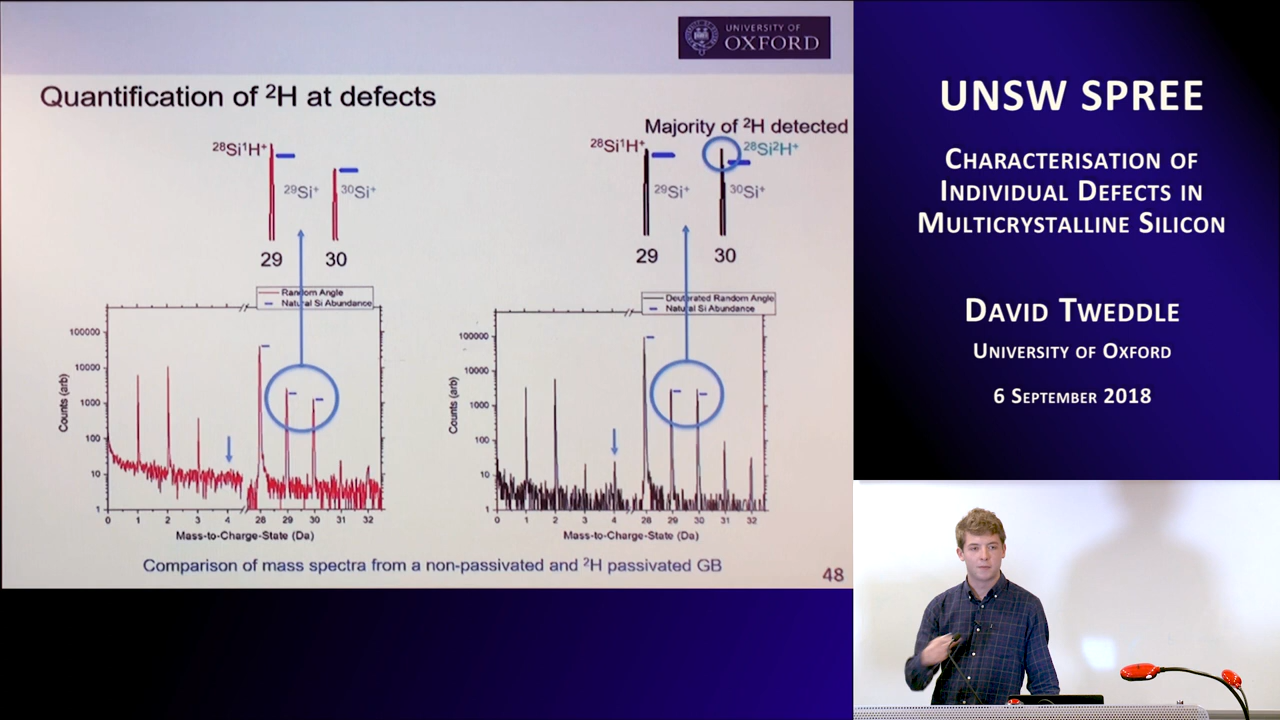 UNIVERSITY OF
OXFORD
Quantification of ²H at defects
²⁸Si¹H⁺
²⁹Si⁺
³⁰Si⁺
29
30
Majority of ²H detected
²⁸Si¹H⁺
²⁸Si²H⁺
²⁹Si⁺
³⁰Si⁺
29
30
Random Angle
Natural Si Abundance
100000
10000
1000
100
10
1
Counts (arb)
0 1 2 3 4 28 29 30 31 32
Mass-to-Charge-State (Da)
Deuterated Random Angle
Natural Si Abundance
100000
10000
1000
100
10
1
Counts (arb)
0 1 2 3 4 28 29 30 31 32
Mass-to-Charge-State (Da)
Comparison of mass spectra from a non-passivated and ²H passivated GB
48
UNSW SPREE
CHARACTERISATION OF
INDIVIDUAL DEFECTS IN
MULTICRYSTALLINE SILICON
DAVID TWEDDLE
UNIVERSITY OF OXFORD
6 SEPTEMBER 2018